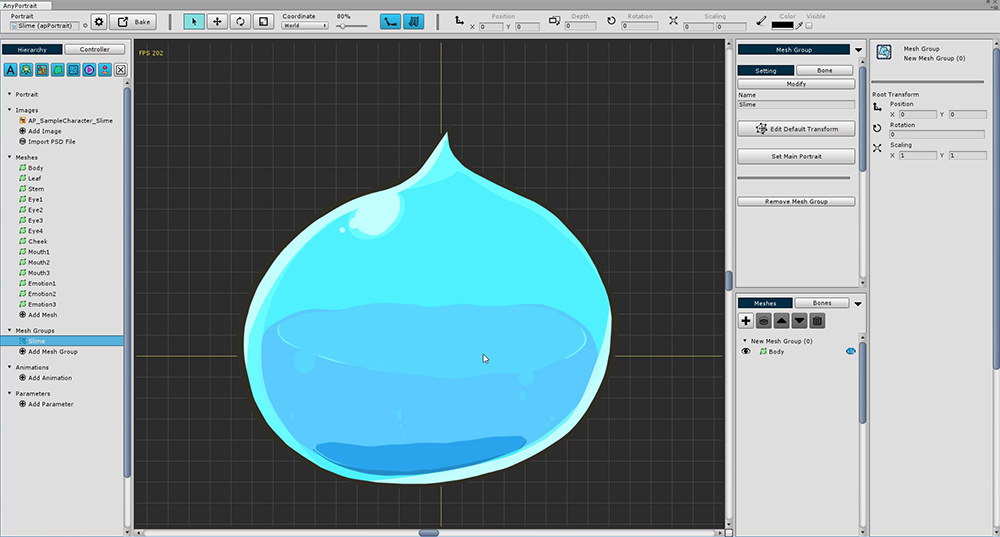 AnyPortrait
Portrait
Slime (apPortrait)
Bake
Coordinate
World
80%
Position
X 0 Y 0
Depth
0
Rotation
0
Scaling
0 0
Color
Visible
Hierarchy
Controller
Portrait
Images
AP_SampleCharacter_Slime
Add Image
Import PSD File
Meshes
Body
Leaf
Stem
Eye1
Eye2
Eye3
Eye4
Cheek
Mouth1
Mouth2
Mouth3
Emotion1
Emotion2
Emotion3
Add Mesh
Mesh Groups
Slime
Add Mesh Group
Animations
Add Animation
Parameters
Add Parameter
FPS 202
Mesh Group
Setting
Bone
Modify
Name
Slime
Edit Default Transform
Set Main Portrait
Remove Mesh Group
Meshes
Bones
New Mesh Group (0)
Body
Mesh Group
New Mesh Group (0)
Root Transform
Position
X 0 Y 0
Rotation
0
Scaling
X 1 Y 1